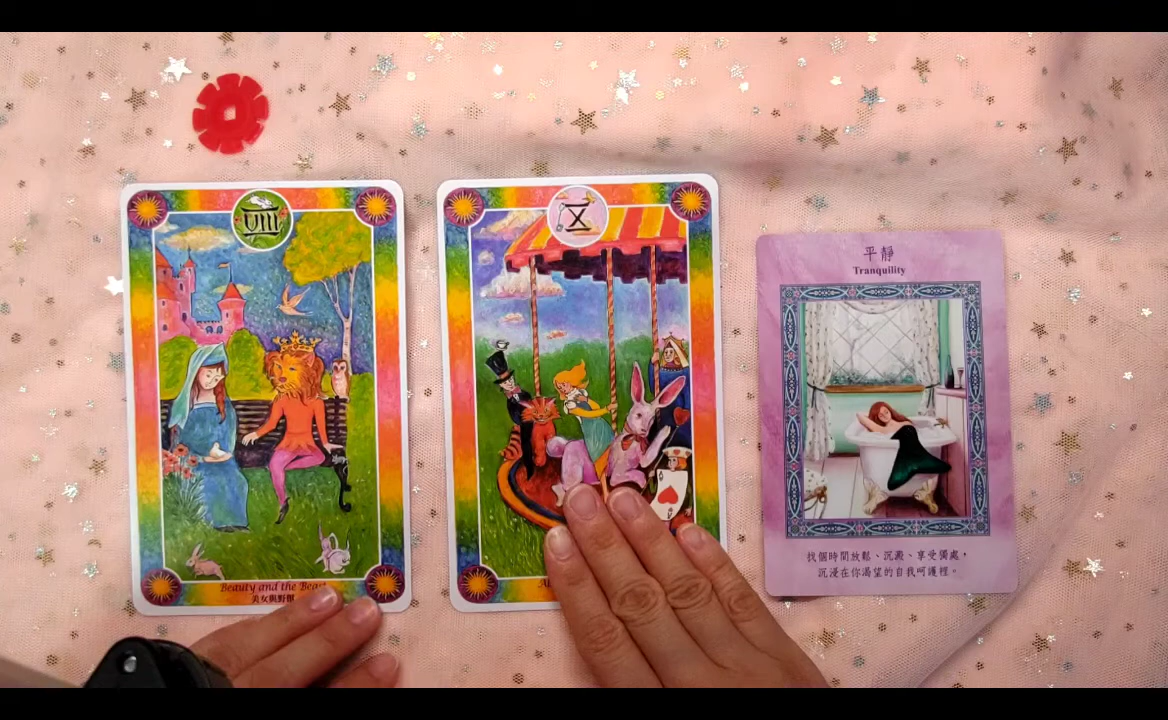 VIII
Beauty and the Beast
美女與野獸
X
平靜
Tranquility
找個時間放鬆、沉澱、享受獨處，
沉浸在你渴望的自我呵護裡。